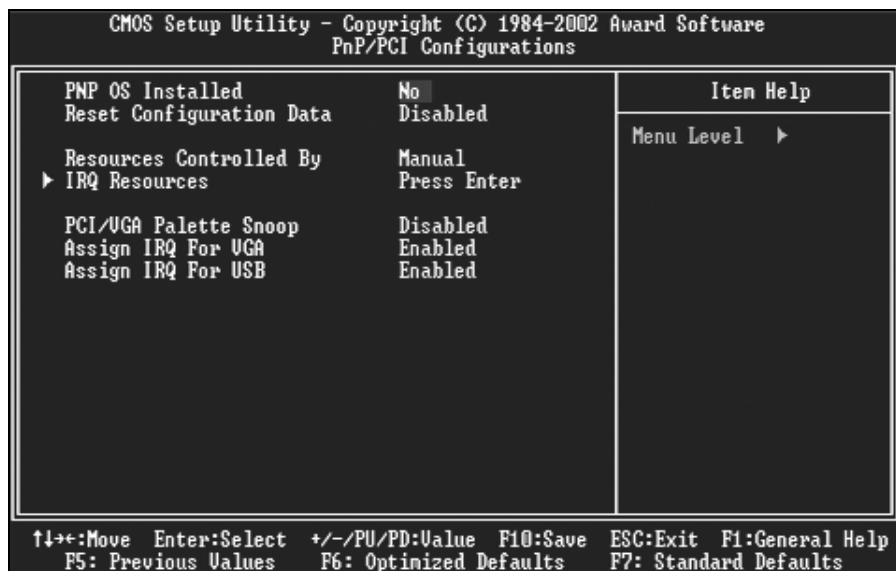 CMOS Setup Utility - Copyright (C) 1984-2002 Award Software
PnP/PCI Configurations
PNP OS Installed No
Reset Configuration Data Disabled
Resources Controlled By Manual
▶ IRQ Resources Press Enter
PCI/VGA Palette Snoop Disabled
Assign IRQ For VGA Enabled
Assign IRQ For USB Enabled
Item Help
Menu Level ▶
↑↓→←:Move Enter:Select +/-/PU/PD:Value F10:Save ESC:Exit F1:General Help
F5: Previous Values F6: Optimized Defaults F7: Standard Defaults